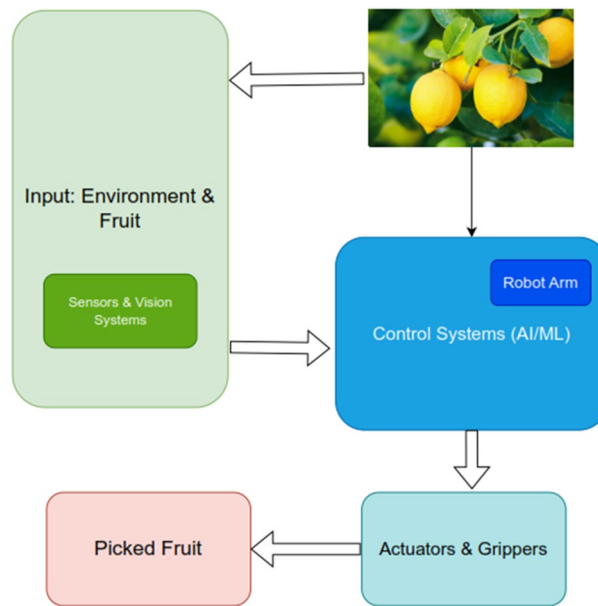 Input: Environment &
Fruit
Sensors & Vision
Systems
Robot Arm
Control Systems (AI/ML)
Picked Fruit
Actuators & Grippers